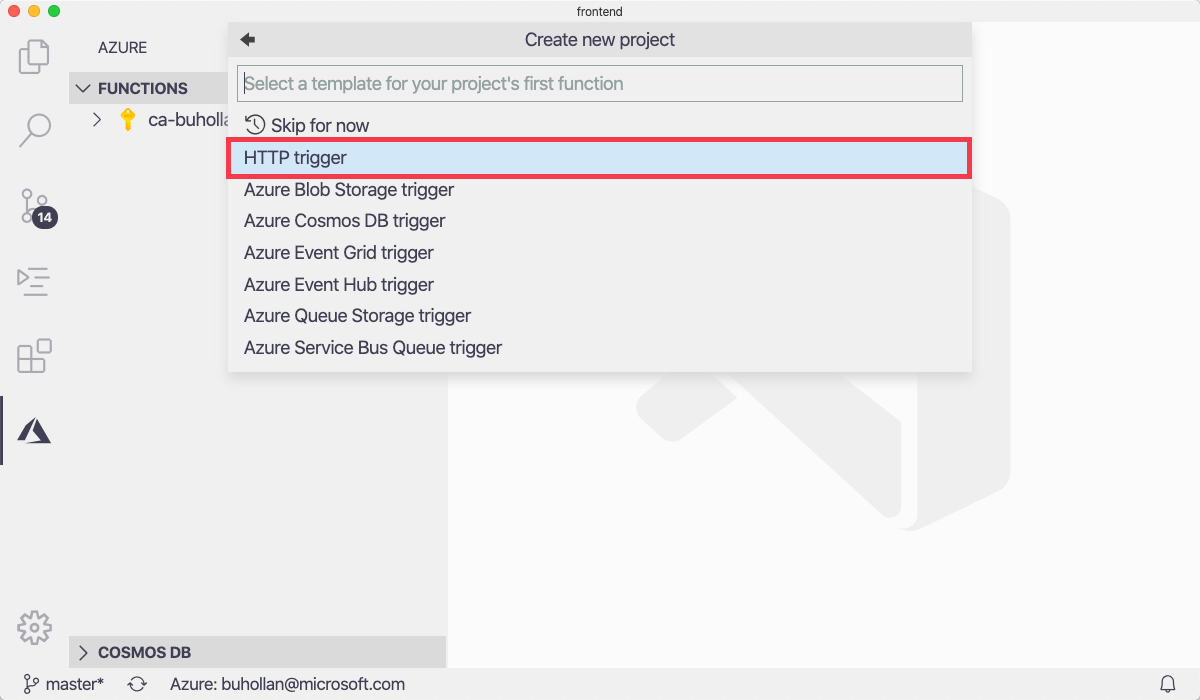 frontend
AZURE
Create new project
Select a template for your project's first function
FUNCTIONS
Skip for now
ca-buholla
HTTP trigger
Azure Blob Storage trigger
Azure Cosmos DB trigger
14
Azure Event Grid trigger
Azure Event Hub trigger
Azure Queue Storage trigger
Azure Service Bus Queue trigger
COSMOS DB
master*
Azure: buhollan@microsoft.com